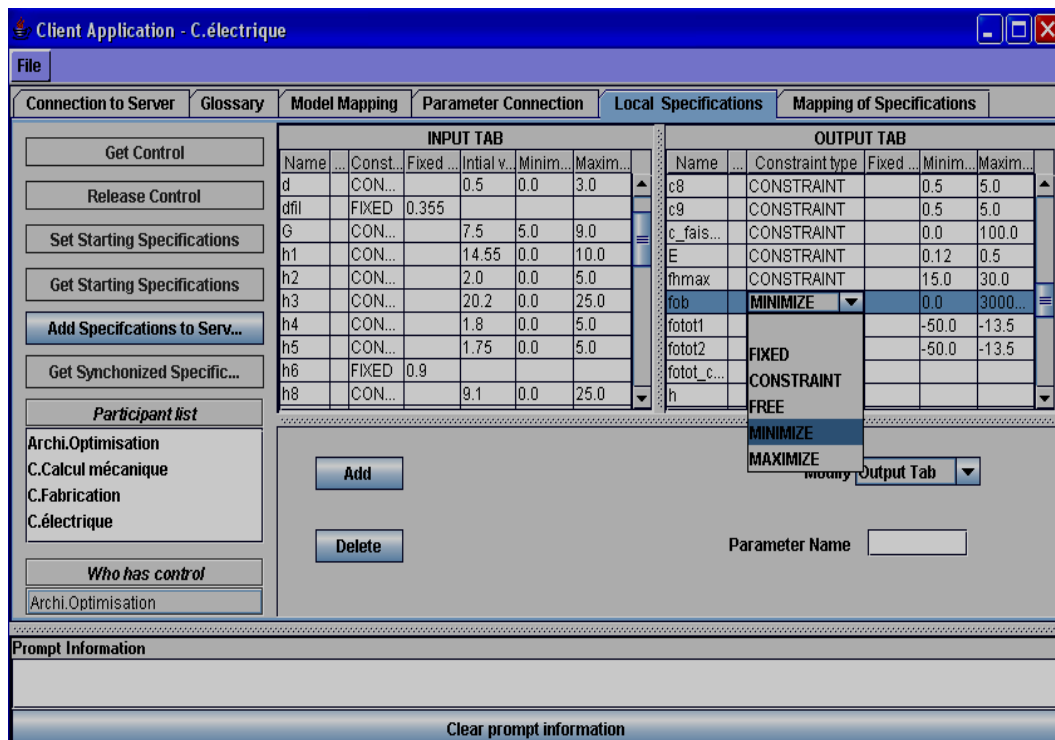 Client Application - C.électrique
File
Connection to Server Glossary Model Mapping Parameter Connection Local Specifications Mapping of Specifications
Get Control
Release Control
Set Starting Specifications
Get Starting Specifications
Add Specifcations to Serv...
Get Synchonized Specific...
Participant list
Archi.Optimisation
C.Calcul mécanique
C.Fabrication
C.électrique
Who has control
Archi.Optimisation
INPUT TAB
Name ... Const... Fixed ... Intial v... Minim... Maxim...
d CON... 0.5 0.0 3.0
dfil FIXED 0.355
G CON... 7.5 5.0 9.0
h1 CON... 14.55 0.0 10.0
h2 CON... 2.0 0.0 5.0
h3 CON... 20.2 0.0 25.0
h4 CON... 1.8 0.0 5.0
h5 CON... 1.75 0.0 5.0
h6 FIXED 0.9
h8 CON... 9.1 0.0 25.0
OUTPUT TAB
Name ... Constraint type Fixed ... Minim... Maxim...
c8 CONSTRAINT 0.5 5.0
c9 CONSTRAINT 0.5 5.0
c_fais... CONSTRAINT 0.0 100.0
E CONSTRAINT 0.12 0.5
fhmax CONSTRAINT 15.0 30.0
fob MINIMIZE 0.0 3000...
fotot1 -50.0 -13.5
fotot2 -50.0 -13.5
fotot_c...
h
FIXED
CONSTRAINT
FREE
MINIMIZE
MAXIMIZE
Add
Modify Output Tab
Delete
Parameter Name
Prompt Information
Clear prompt information